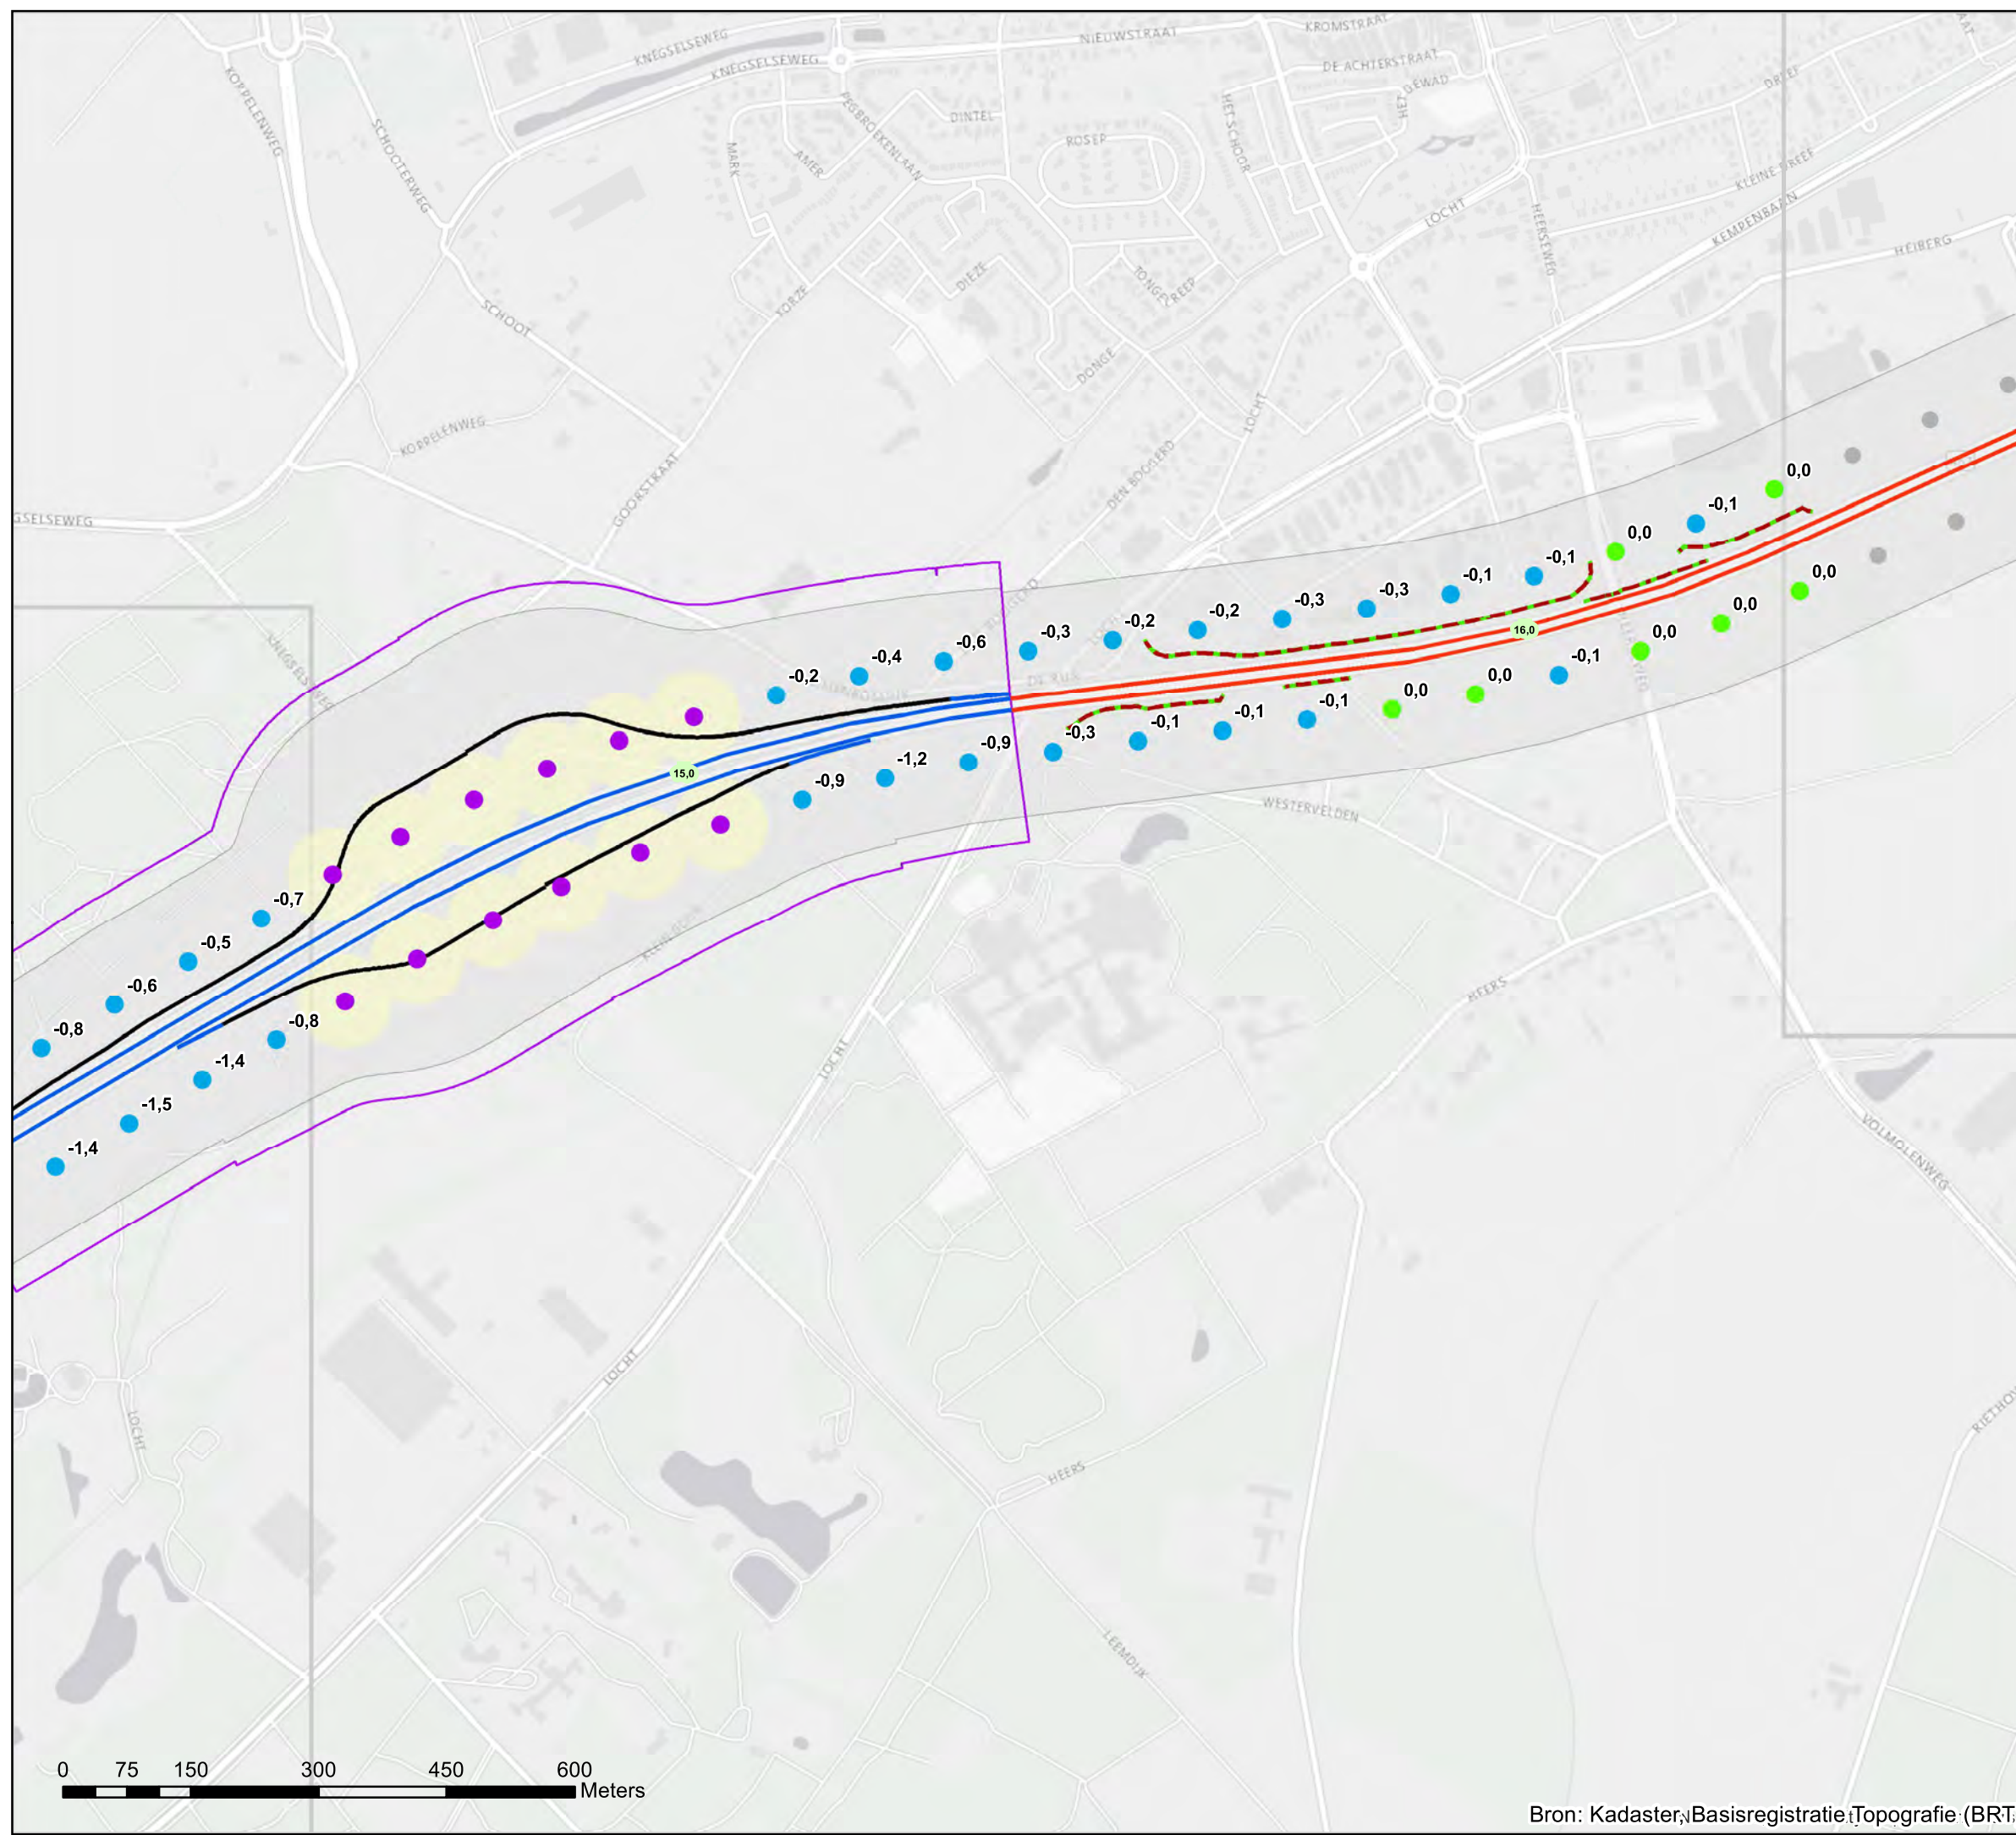 KROMSTRAAT
NIEUWSTRAAT
KNEGSELSEWEG
KNEGSELSEWEG
DE ACHTERSTRAAT
DREEF
KOPPELENWEG
SCHOOTERWEG
DINTEL
ROSEP
MARK
AMER
HET SCHOOR
KLEINE DREEF
LOCHT
HEERSEWEG
KEMPENBAAN
HEIBERG
DIEZE
TONGELREEP
YORZE
SCHOOT
DONGE
LOCHT
KOPPELENWEG
GOORSTRAAT
DEN BOOGERD
GSELSEWEG
0,0
-0,1
0,0
-0,1
-0,1
-0,3
-0,3
-0,2
-0,2
-0,3
-0,6
-0,4
-0,2
16,0
0,0
0,0
0,0
-0,1
0,0
0,0
-0,1
-0,1
-0,1
-0,3
-0,9
-1,2
-0,9
DE RUN
15,0
WESTERVELDEN
-0,7
-0,5
-0,6
-0,8
-0,8
-1,4
-1,5
-1,4
HEERS
LOCHT
VOLMOLENWEG
LOCHT
LOCHT
HEERS
LEEMDIJK
0 75 150 300 450 600
Meters
Bron: Kadaster, Basisregistratie Topografie (BRT